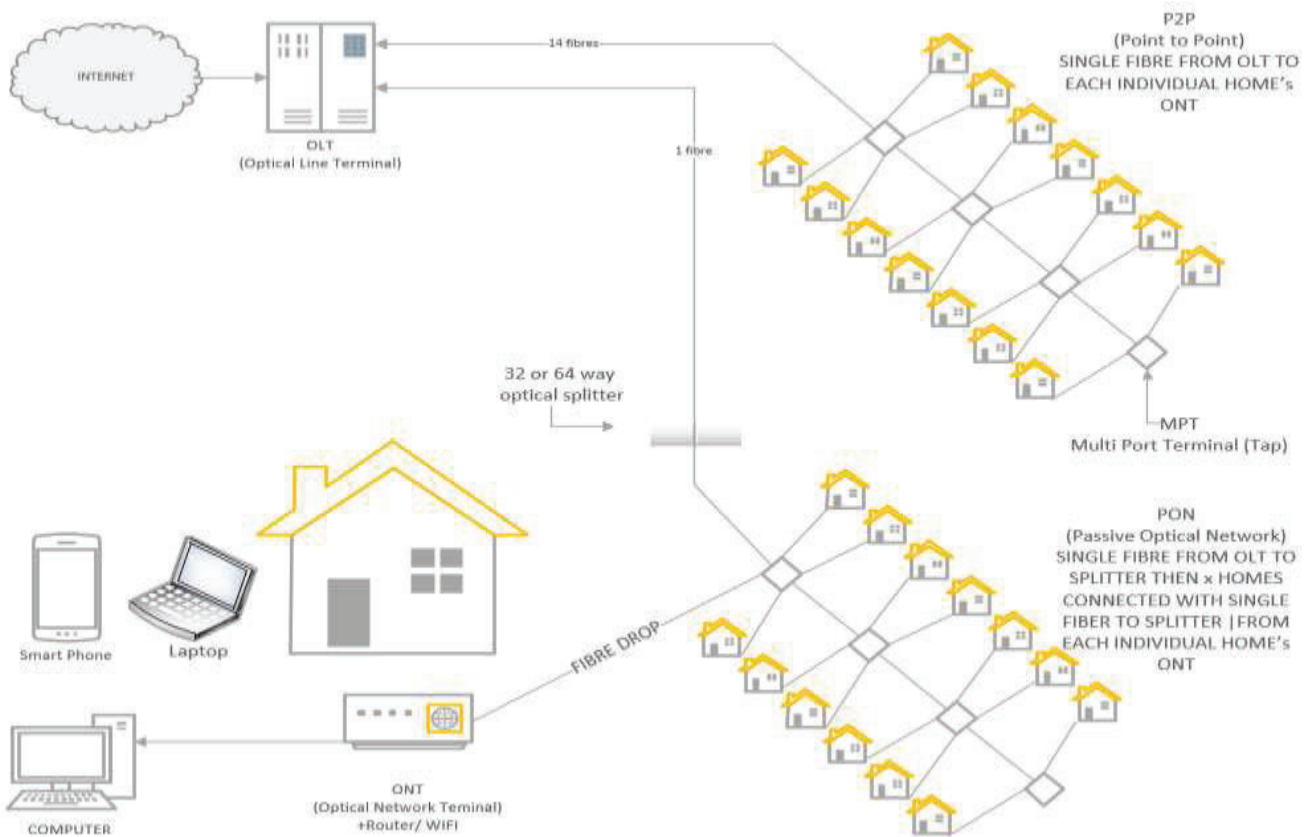 INTERNET
OLT
(Optical Line Terminal)
14 fibres
1 fibre
P2P
(Point to Point)
SINGLE FIBRE FROM OLT TO
EACH INDIVIDUAL HOME's
ONT
MPT
Multi Port Terminal (Tap)
32 or 64 way
optical splitter
PON
(Passive Optical Network)
SINGLE FIBRE FROM OLT TO
SPLITTER THEN x HOMES
CONNECTED WITH SINGLE
FIBER TO SPLITTER |FROM
EACH INDIVIDUAL HOME's
ONT
Smart Phone
Laptop
FIBRE DROP
COMPUTER
ONT
(Optical Network Teminal)
+Router/ WIFI